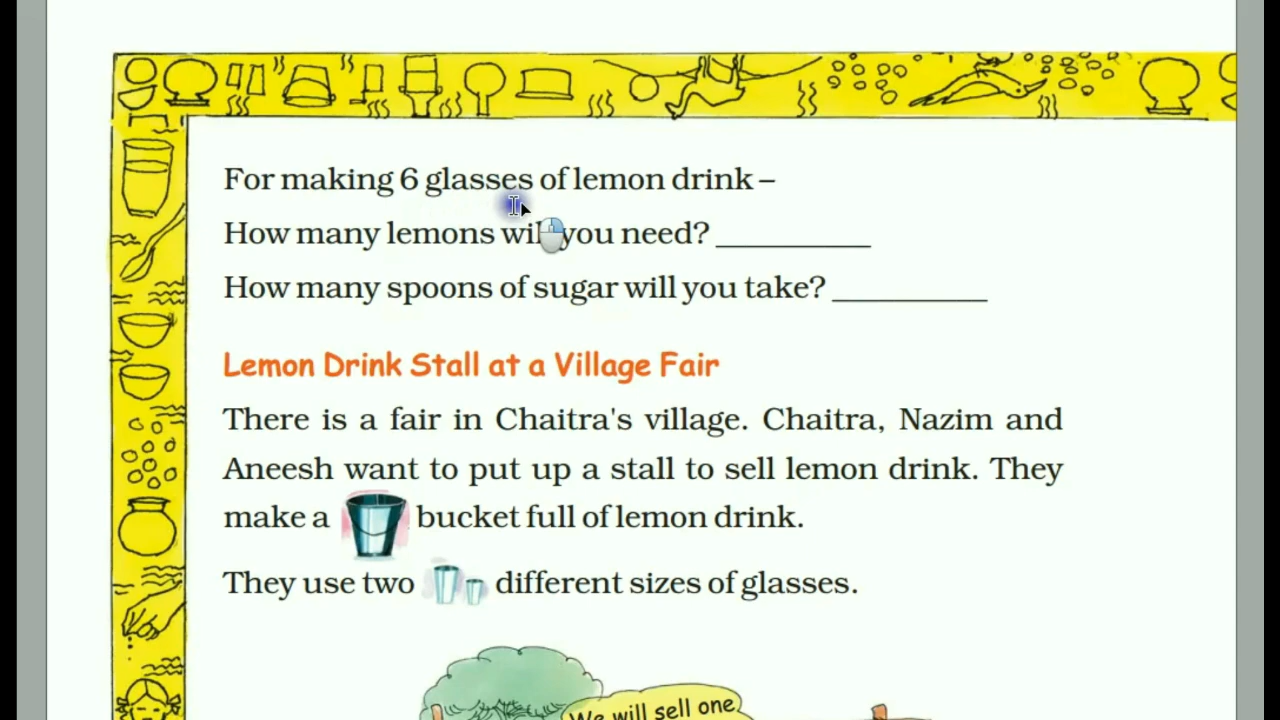 For making 6 glasses of lemon drink –
How many lemons will you need? __________
How many spoons of sugar will you take? __________
Lemon Drink Stall at a Village Fair
There is a fair in Chaitra's village. Chaitra, Nazim and
Aneesh want to put up a stall to sell lemon drink. They
make a bucket full of lemon drink.
They use two different sizes of glasses.
We will sell one